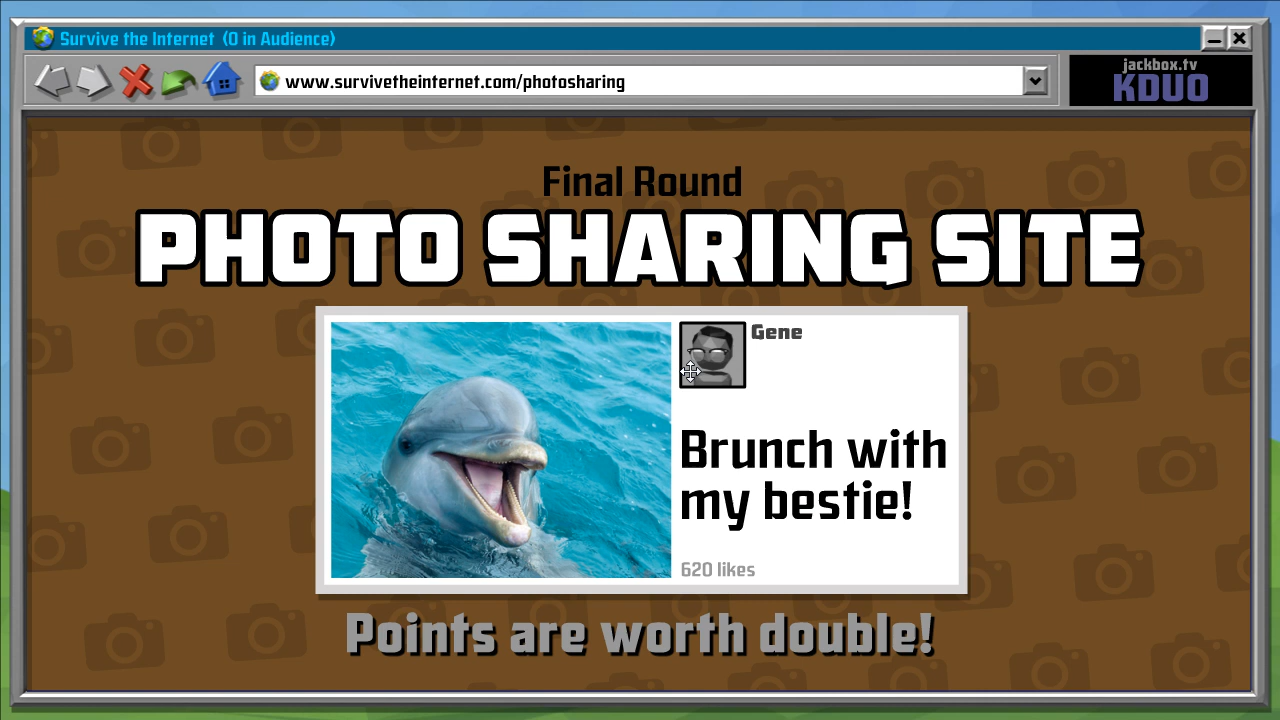 Survive the Internet (0 in Audience)
www.survivetheinternet.com/photosharing
jackbox.tv
KDUO
Final Round
PHOTO SHARING SITE
Gene
Brunch with
my bestie!
620 likes
Points are worth double!